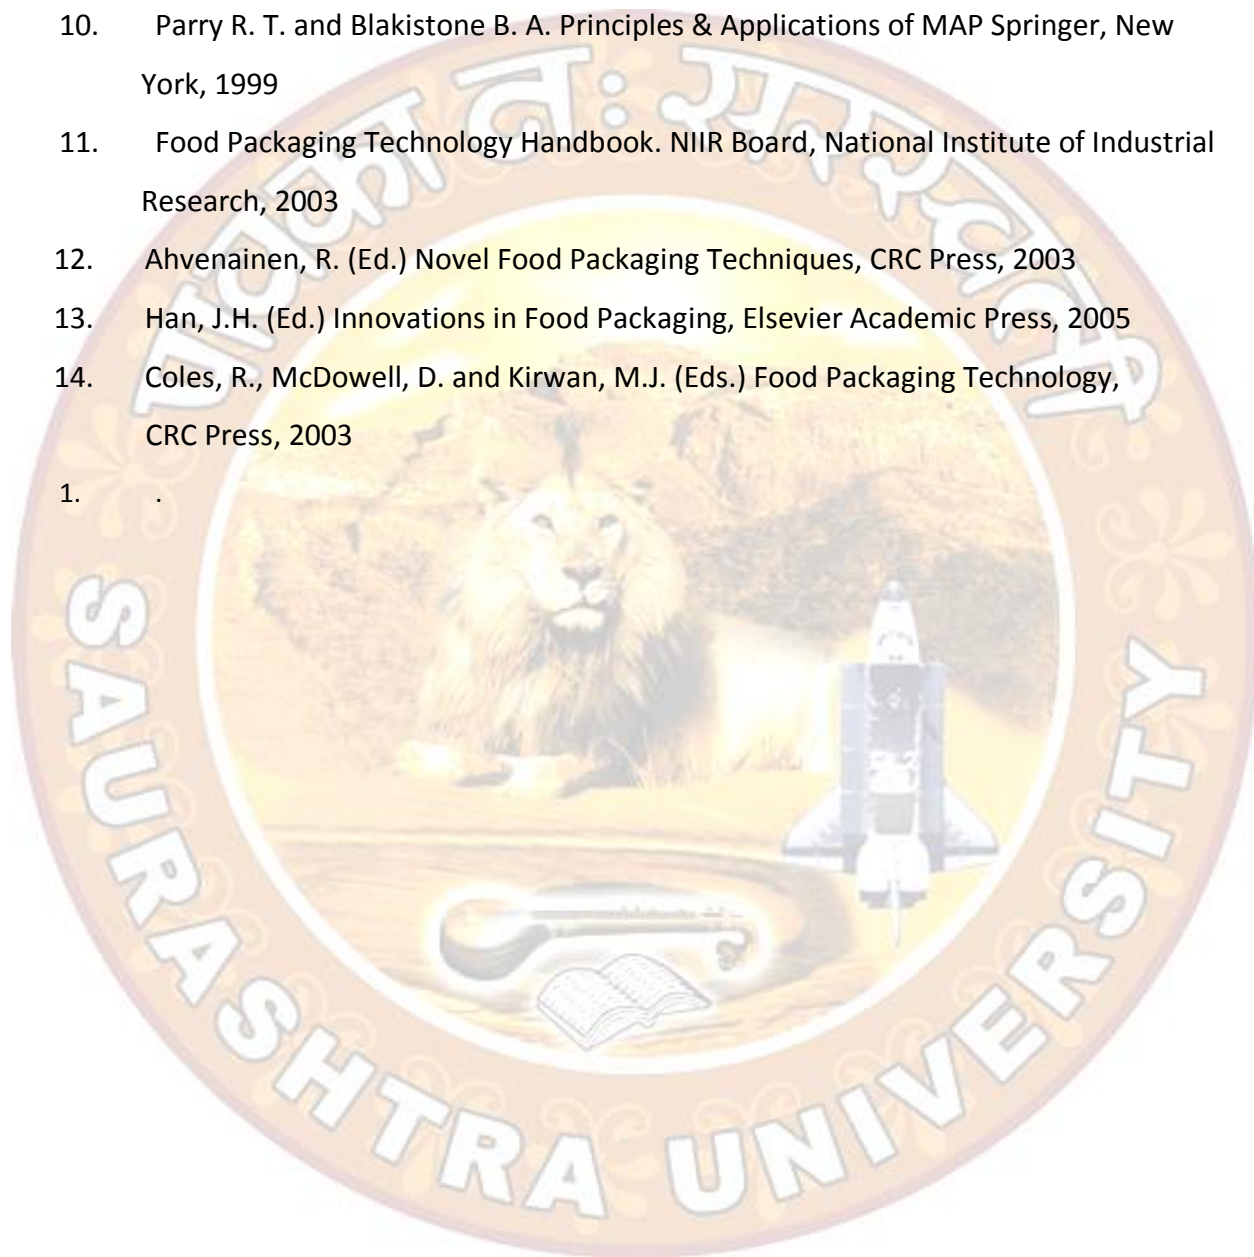 10. Parry R. T. and Blakistone B. A. Principles & Applications of MAP Springer, New
York, 1999
11. Food Packaging Technology Handbook. NIIR Board, National Institute of Industrial
Research, 2003
12. Ahvenainen, R. (Ed.) Novel Food Packaging Techniques, CRC Press, 2003
13. Han, J.H. (Ed.) Innovations in Food Packaging, Elsevier Academic Press, 2005
14. Coles, R., McDowell, D. and Kirwan, M.J. (Eds.) Food Packaging Technology,
CRC Press, 2003
1. .
पावका नः सरस्वती
SAURASHTRA UNIVERSITY